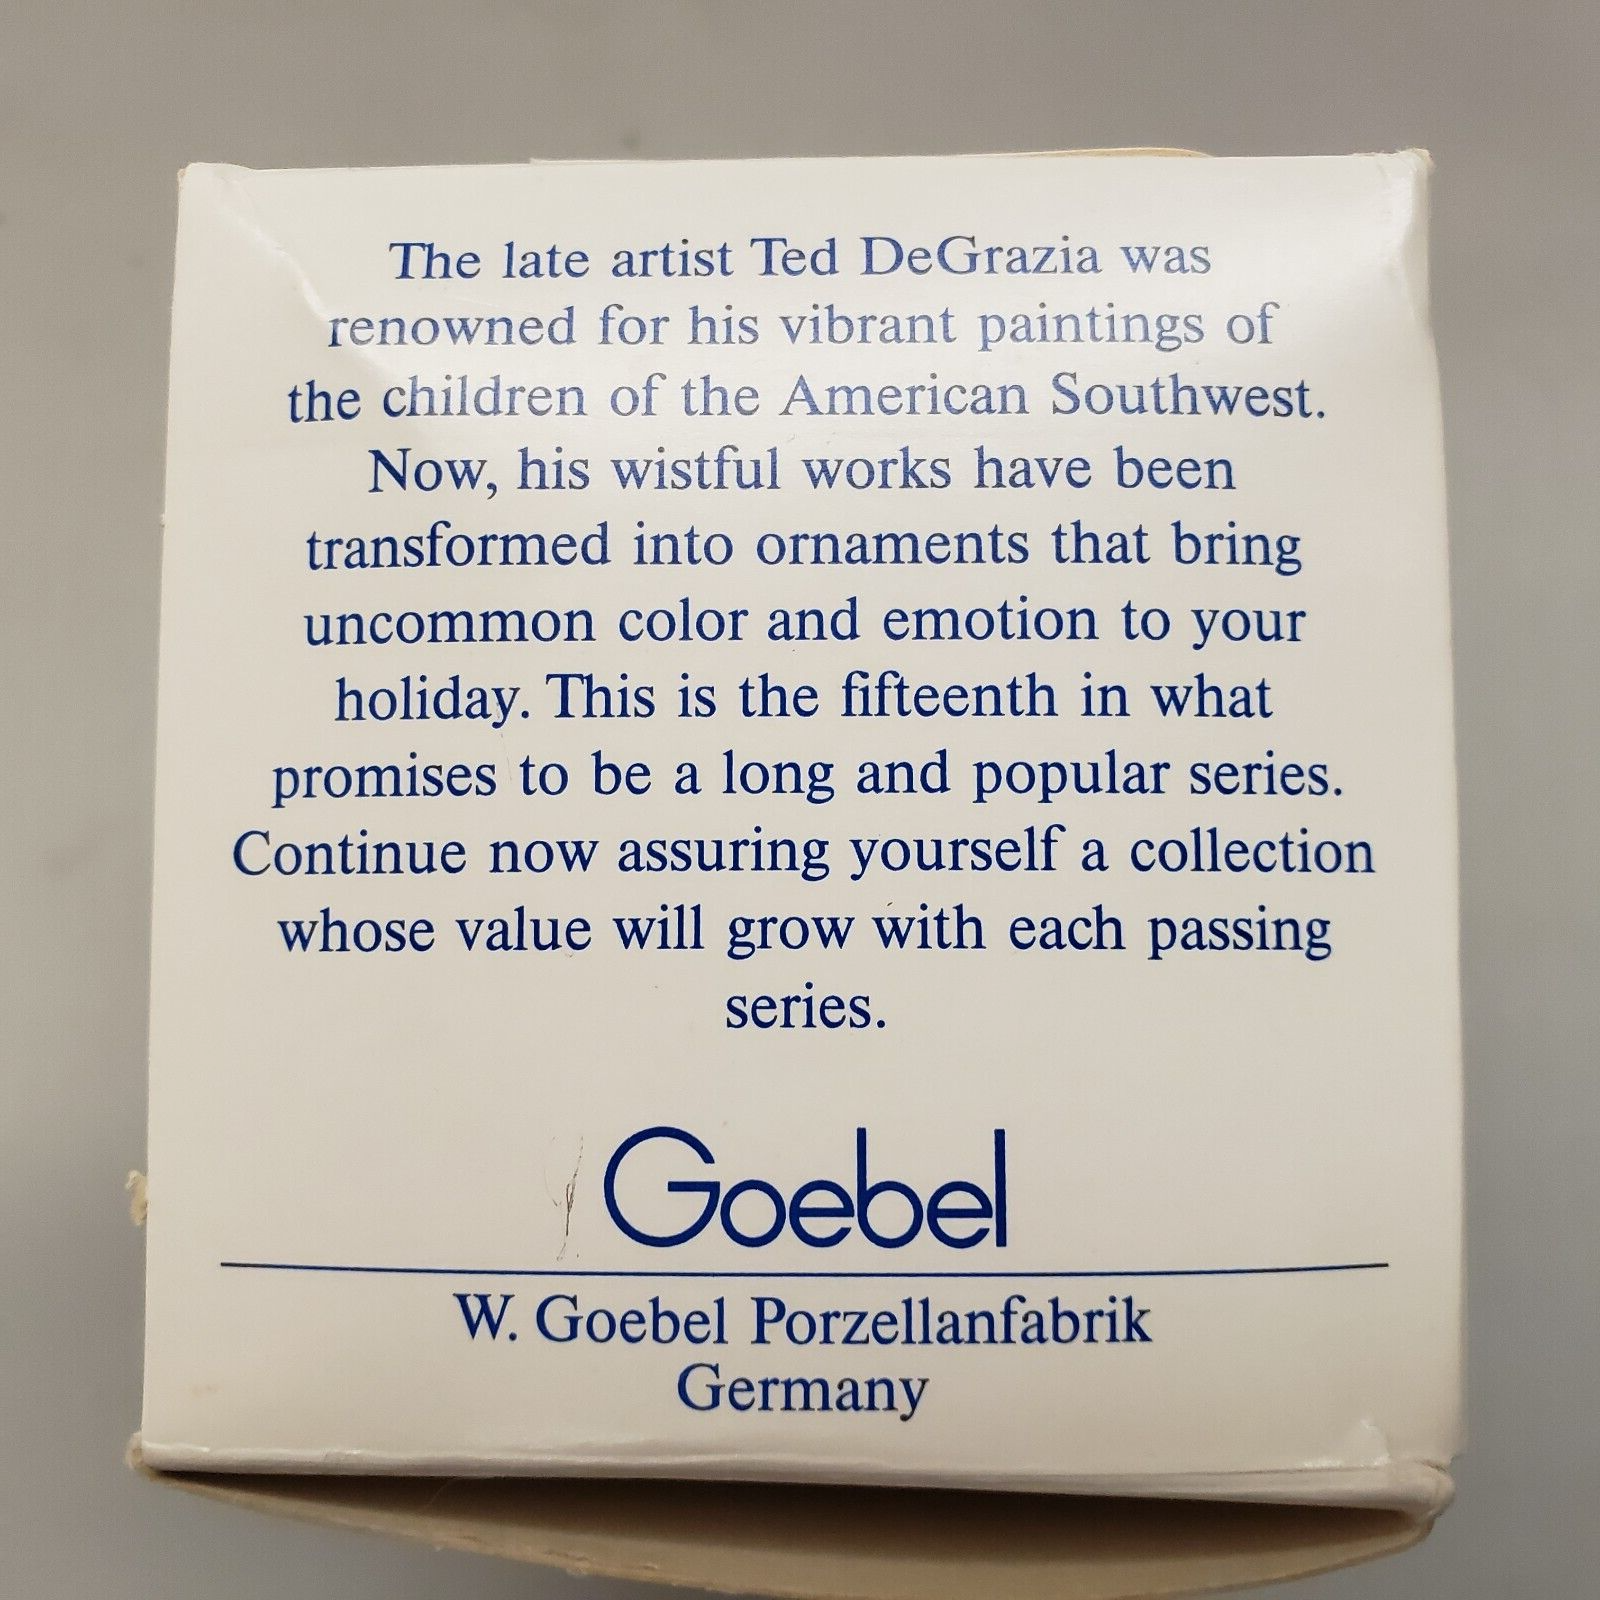 The late artist Ted DeGrazia was
renowned for his vibrant paintings of
the children of the American Southwest.
Now, his wistful works have been
transformed into ornaments that bring
uncommon color and emotion to your
holiday. This is the fifteenth in what
promises to be a long and popular series.
Continue now assuring yourself a collection
whose value will grow with each passing
series.
Goebel
W. Goebel Porzellanfabrik
Germany